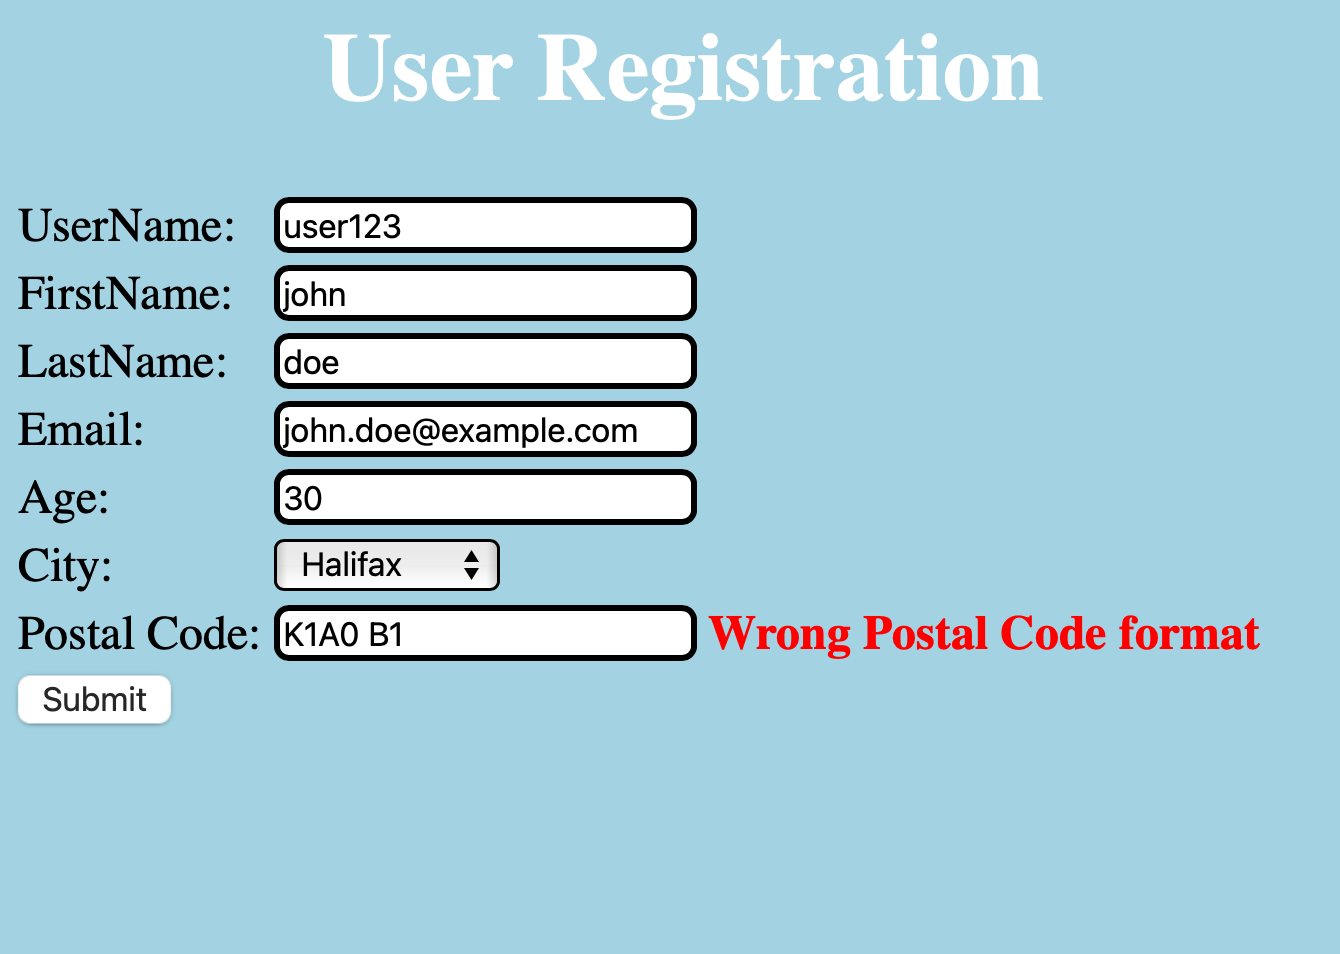 User Registration
UserName: user123
FirstName: john
LastName: doe
Email: john.doe@example.com
Age: 30
City: Halifax
Postal Code: K1A0 B1 Wrong Postal Code format
Submit